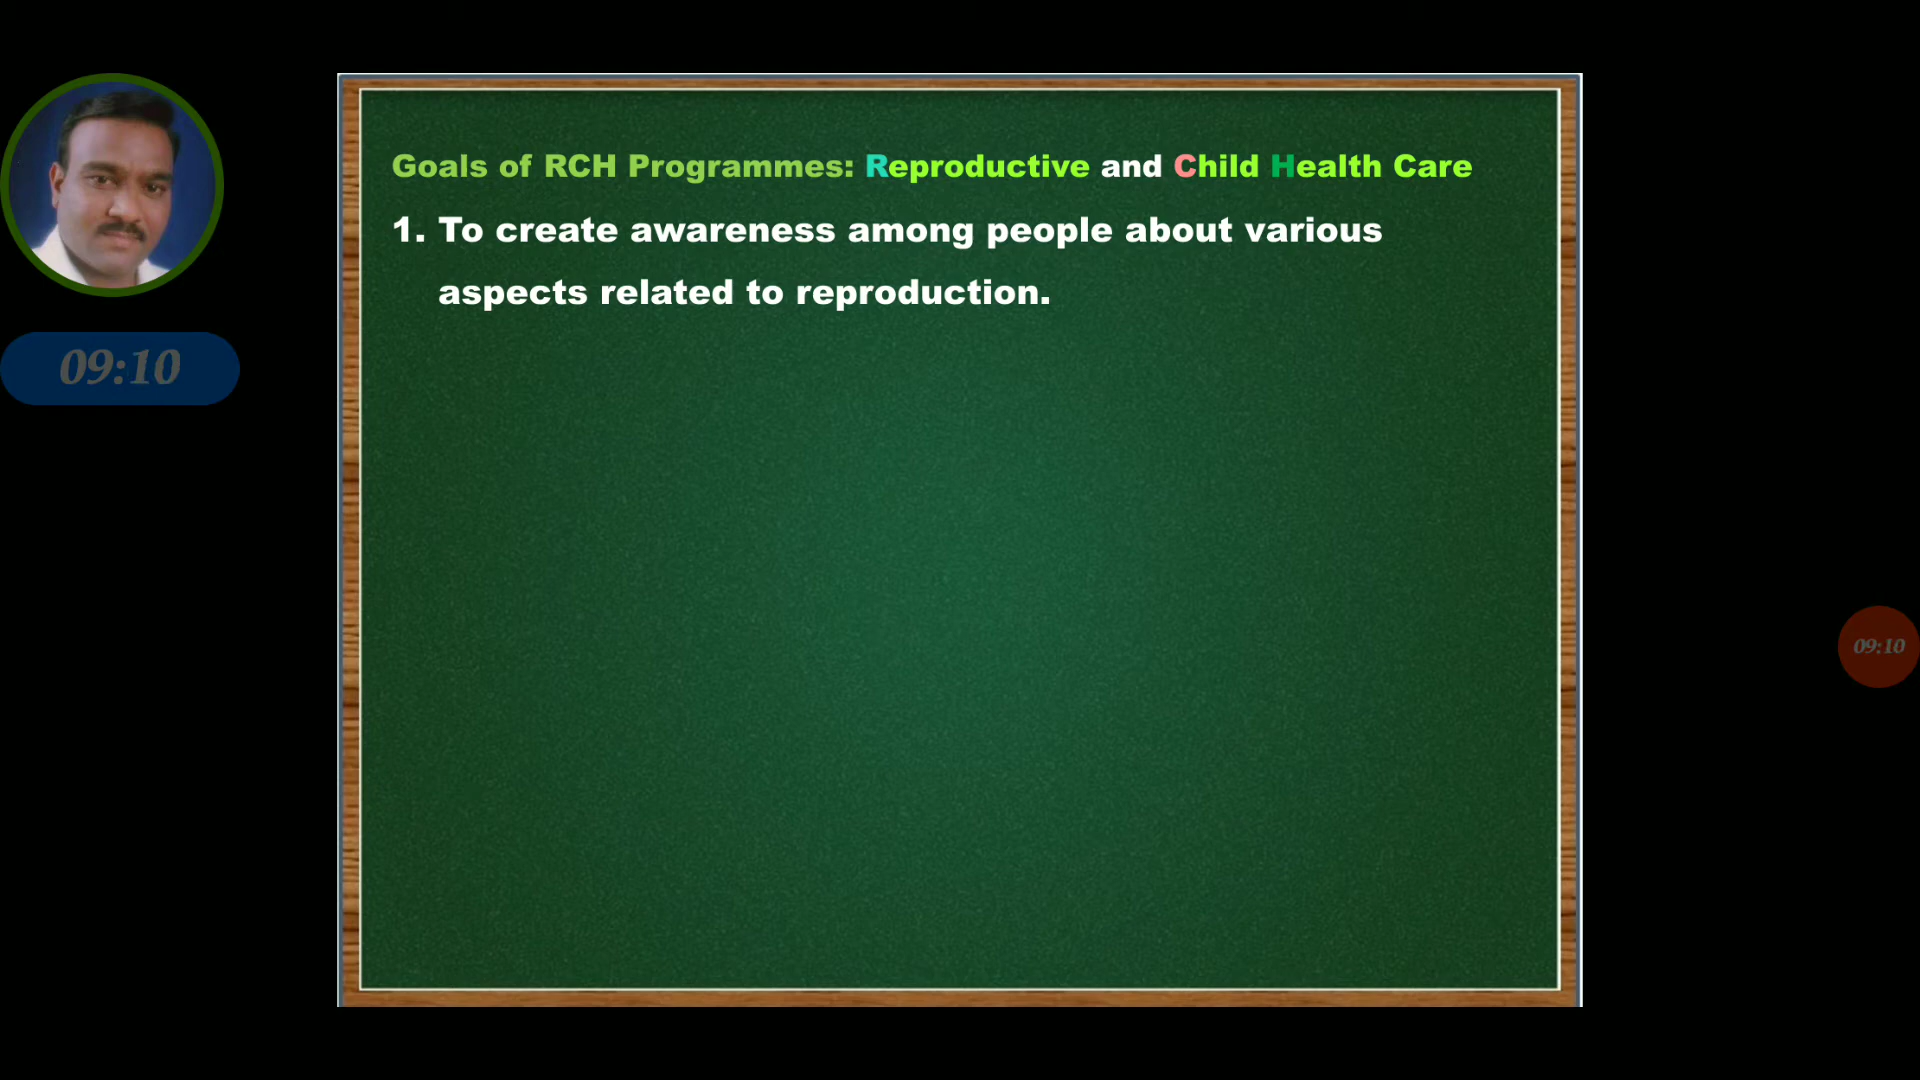 Goals of RCH Programmes: Reproductive and Child Health Care
1. To create awareness among people about various
aspects related to reproduction.
09:10
09:10